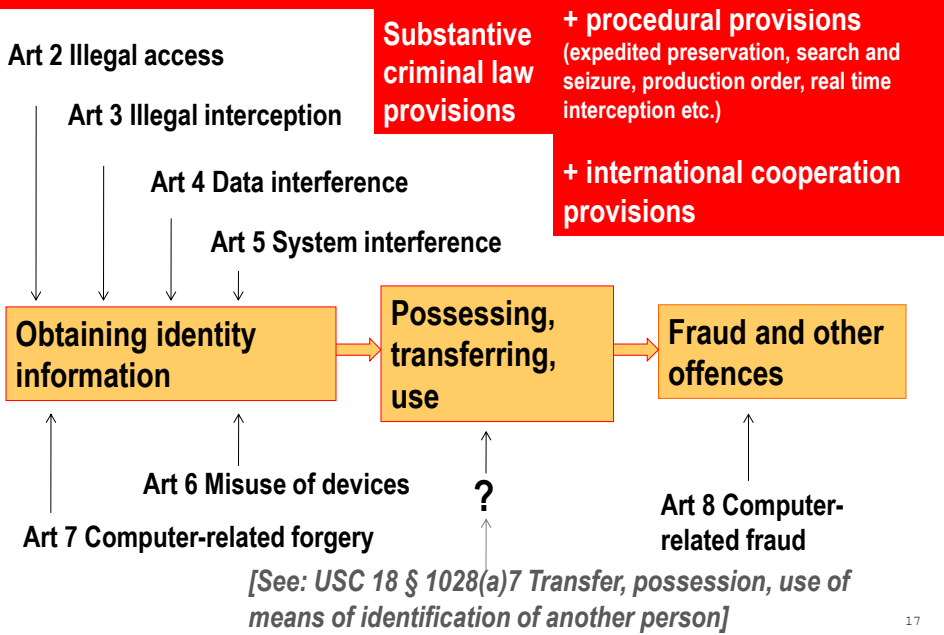 Art 2 Illegal access
Substantive
criminal law
provisions
+ procedural provisions
(expedited preservation, search and
seizure, production order, real time
interception etc.)
Art 3 Illegal interception
+ international cooperation
provisions
Art 4 Data interference
Art 5 System interference
Obtaining identity
information
Possessing,
transferring,
use
Fraud and other
offences
Art 6 Misuse of devices
?
Art 8 Computer-
related fraud
Art 7 Computer-related forgery
[See: USC 18 § 1028(a)7 Transfer, possession, use of
means of identification of another person]
17